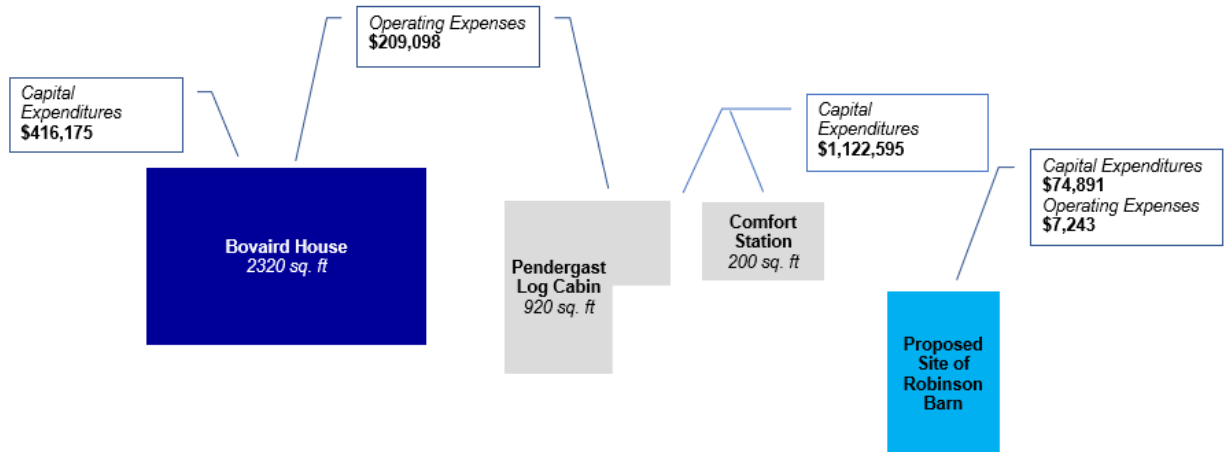 Operating Expenses
$209,098
Capital
Expenditures
$416,175
Capital
Expenditures
$1,122,595
Capital Expenditures
$74,891
Operating Expenses
$7,243
Bovaird House
2320 sq. ft
Pendergast
Log Cabin
920 sq. ft
Comfort
Station
200 sq. ft
Proposed
Site of
Robinson
Barn